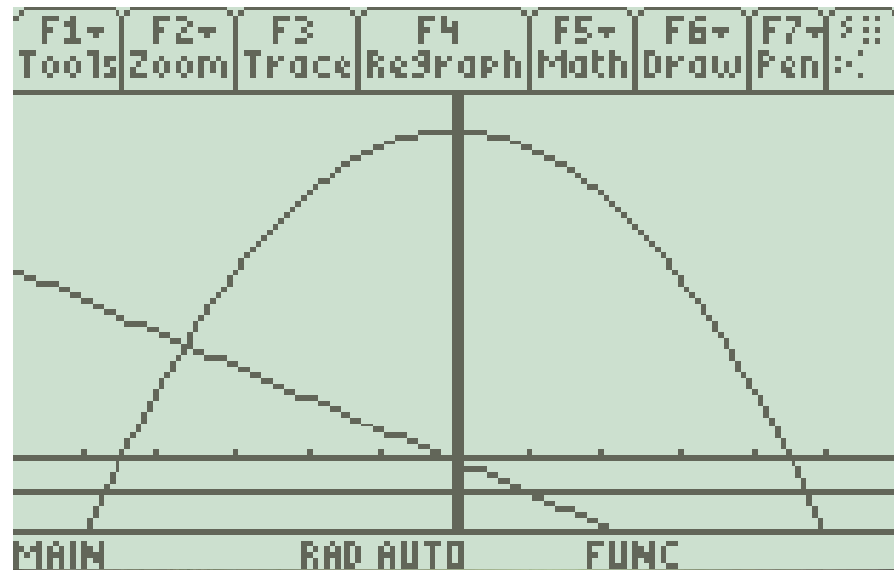 F1 F2 F3 F4 F5 F6 F7
Tools Zoom Trace ReGraph Math Draw Pen
MAIN RAD AUTO FUNC